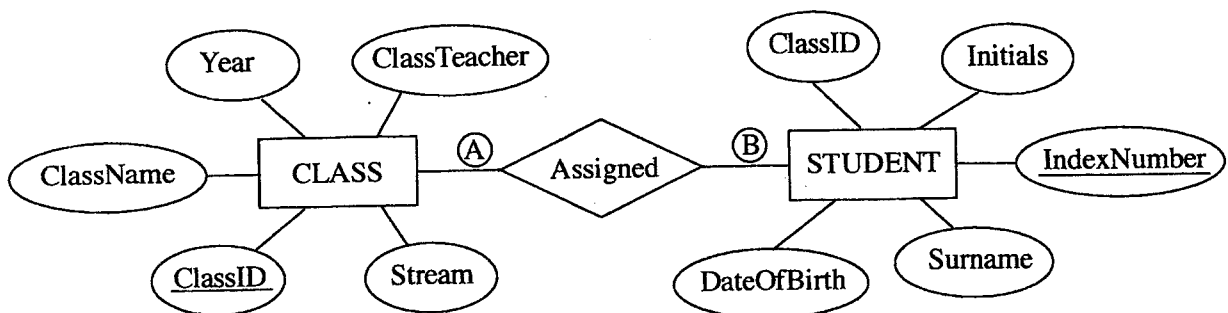 ClassID
Initials
Year
ClassTeacher
A
B
CLASS
Assigned
STUDENT
IndexNumber
ClassName
ClassID
Stream
DateOfBirth
Surname